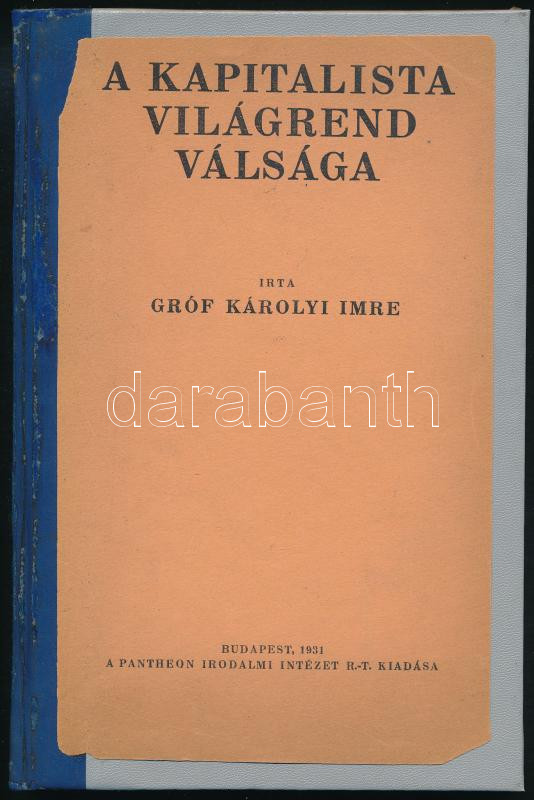 A KAPITALISTA
VILÁGREND
VÁLSÁGA
IRTA
GRÓF KÁROLYI IMRE
darabanth
BUDAPEST, 1931
A PANTHEON IRODALMI INTÉZET R.-T. KIADÁSA